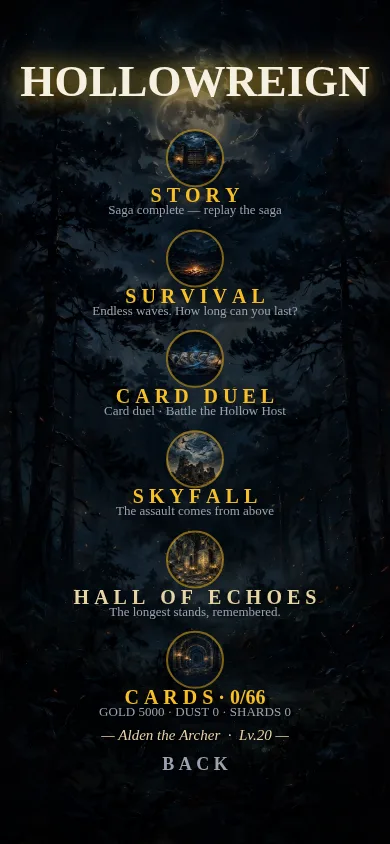 HOLLOWREIGN
STORY
Saga complete — replay the saga
SURVIVAL
Endless waves. How long can you last?
CARD DUEL
Card duel · Battle the Hollow Host
SKYFALL
The assault comes from above
HALL OF ECHOES
The longest stands, remembered.
CARDS · 0/66
GOLD 5000 · DUST 0 · SHARDS 0
— Alden the Archer · Lv.20 —
BACK